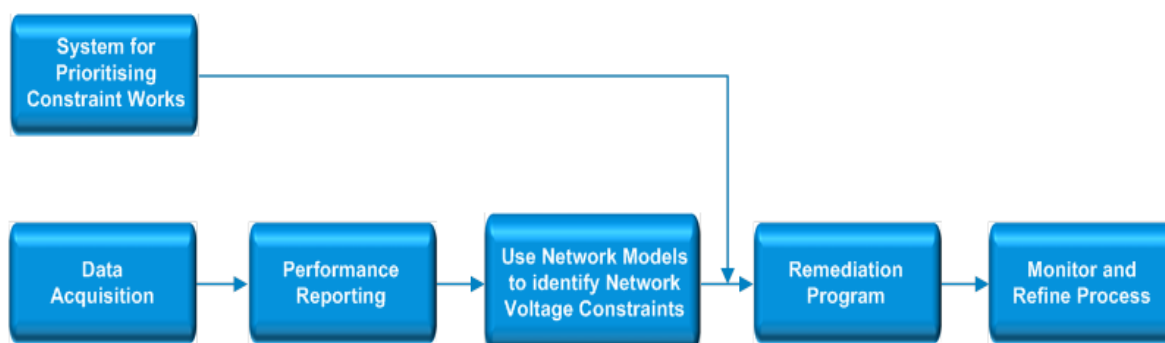 System for
Prioritising
Constraint Works
Data
Acquisition
Performance
Reporting
Use Network Models
to identify Network
Voltage Constraints
Remediation
Program
Monitor and
Refine Process